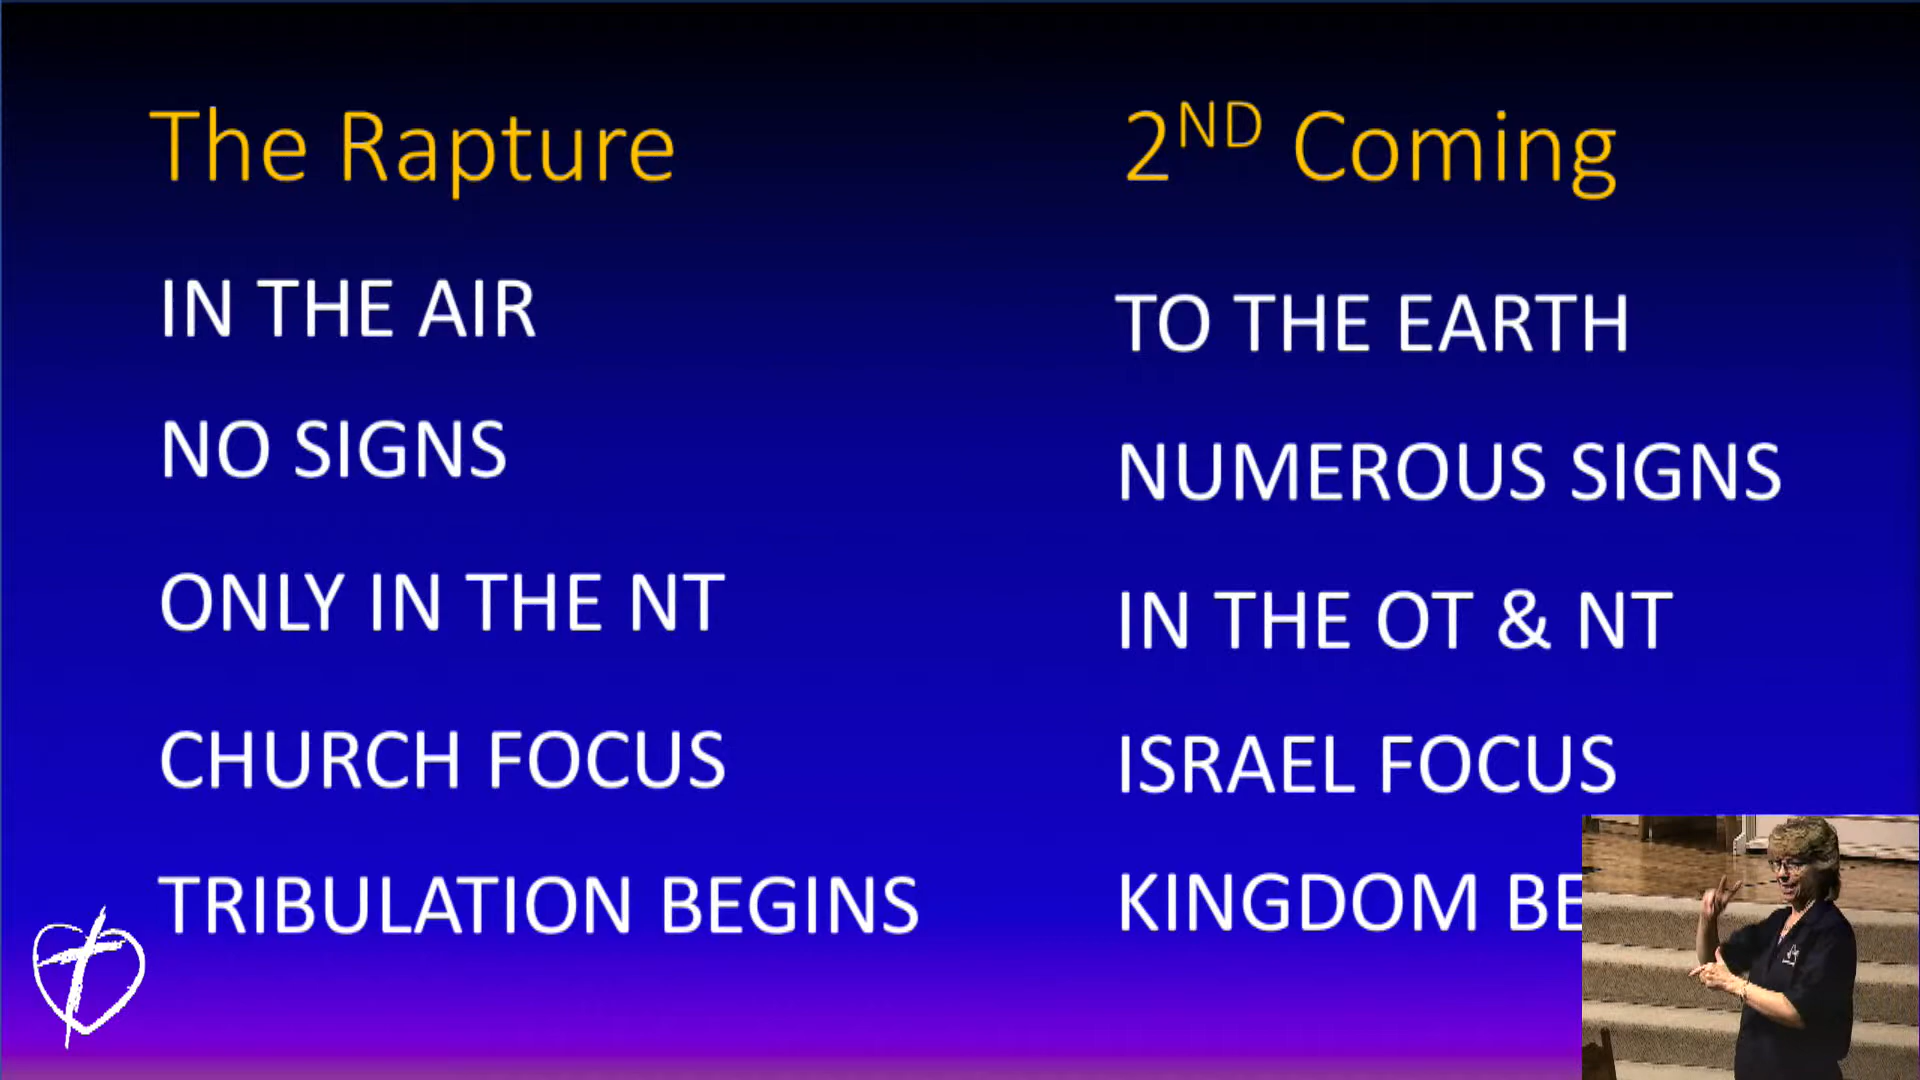 The Rapture
IN THE AIR
NO SIGNS
ONLY IN THE NT
CHURCH FOCUS
TRIBULATION BEGINS
2ND Coming
TO THE EARTH
NUMEROUS SIGNS
IN THE OT & NT
ISRAEL FOCUS
KINGDOM BE